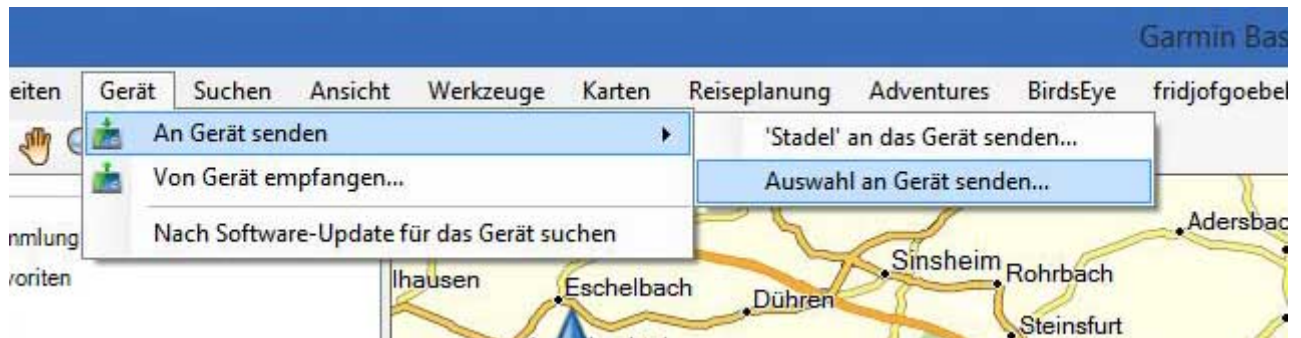 Garmin Bas
eiten Gerät Suchen Ansicht Werkzeuge Karten Reiseplanung Adventures BirdsEye fridjofgoebel
An Gerät senden
'Stadel' an das Gerät senden...
Von Gerät empfangen...
Auswahl an Gerät senden...
Nach Software-Update für das Gerät suchen
mmlung
voriten
lhausen
Eschelbach
Dühren
Sinsheim
Rohrbach
Adersbac
Steinsfurt